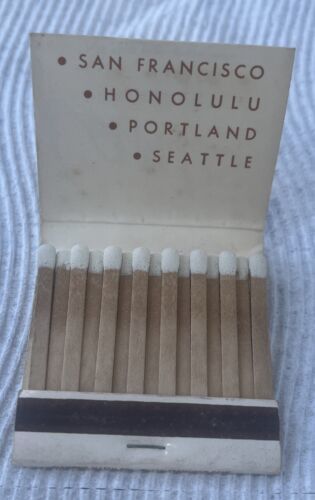 • SAN FRANCISCO
• HONOLULU
• PORTLAND
• SEATTLE